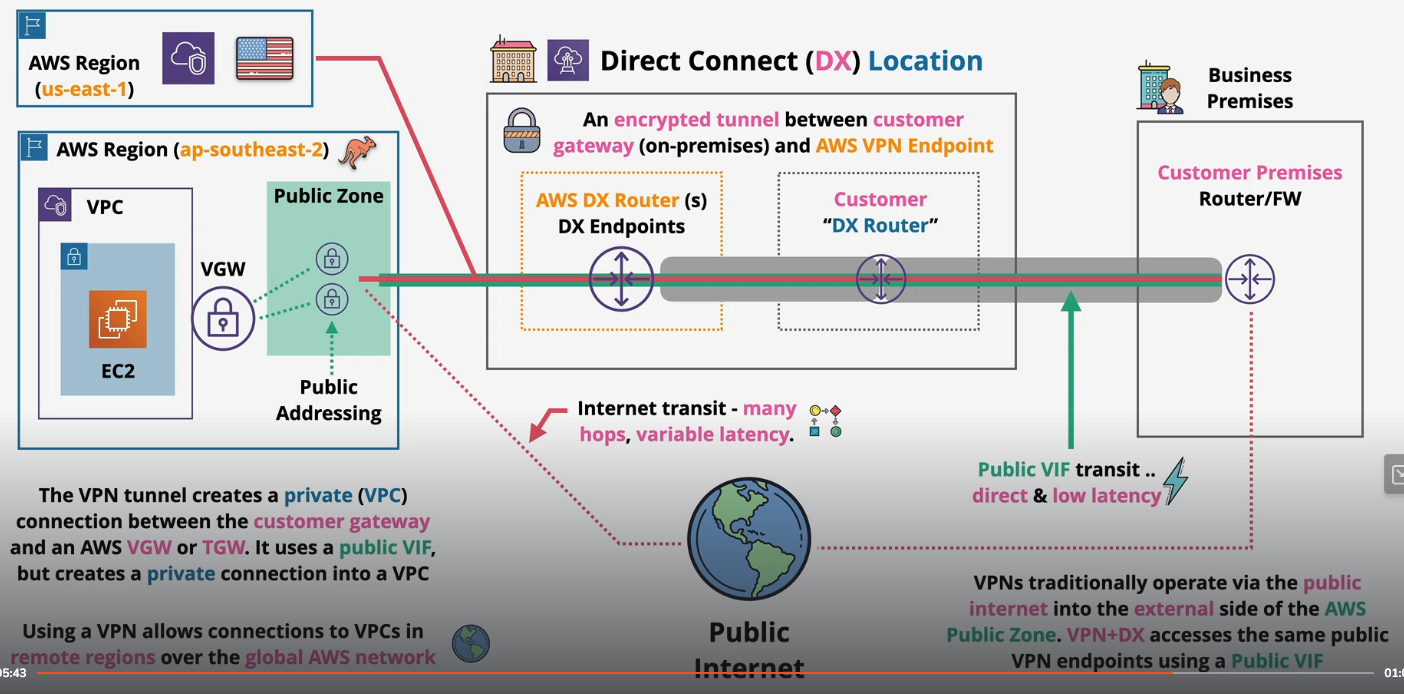 AWS Region
(us-east-1)
AWS Region (ap-southeast-2)
VPC
EC2
VGW
Public Zone
Public
Addressing
Direct Connect (DX) Location
An encrypted tunnel between customer
gateway (on-premises) and AWS VPN Endpoint
AWS DX Router (s)
DX Endpoints
Customer
“DX Router”
Business
Premises
Customer Premises
Router/FW
Internet transit - many
hops, variable latency.
Public VIF transit ..
direct & low latency
The VPN tunnel creates a private (VPC)
connection between the customer gateway
and an AWS VGW or TGW. It uses a public VIF,
but creates a private connection into a VPC
Using a VPN allows connections to VPCs in
remote regions over the global AWS network
Public
Internet
VPNs traditionally operate via the public
internet into the external side of the AWS
Public Zone. VPN+DX accesses the same public
VPN endpoints using a Public VIF